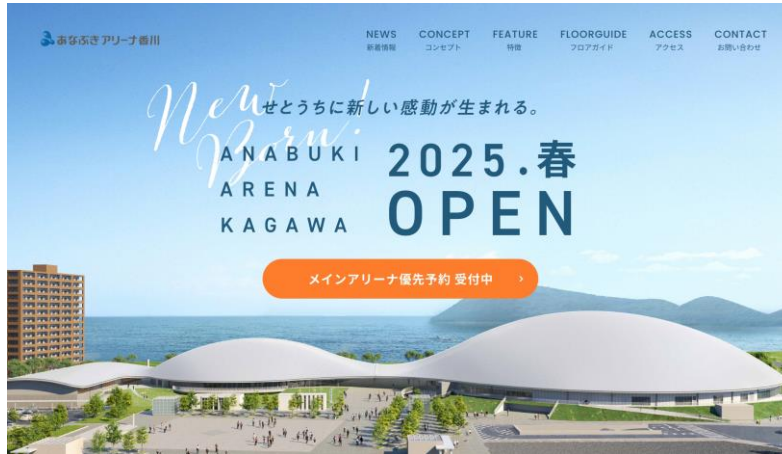 あなぶきアリーナ香川
NEWS
新着情報
CONCEPT
コンセプト
FEATURE
特徴
FLOORGUIDE
フロアガイド
ACCESS
アクセス
CONTACT
お問い合わせ
New
Born!
せとうちに新しい感動が生まれる。
ANABUKI
ARENA
KAGAWA
2025.春
OPEN
メインアリーナ優先予約 受付中